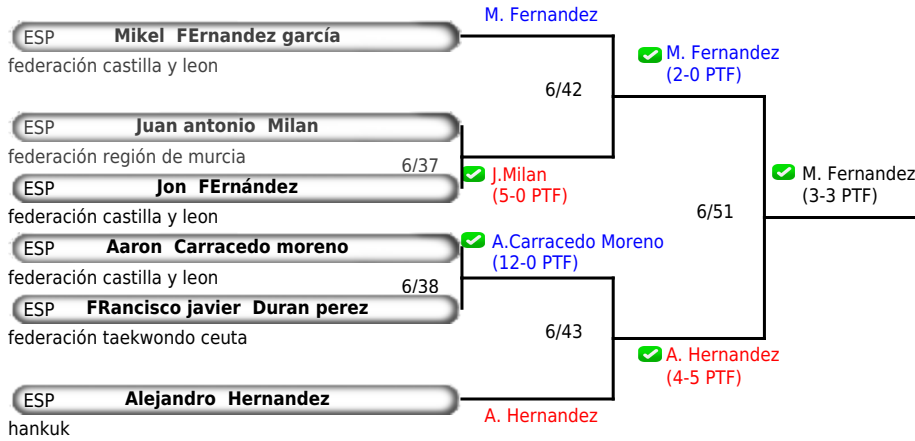 M. Fernandez
ESP Mikel FErnandez garcía
federación castilla y leon
M. Fernandez
(2-0 PTF)
6/42
ESP Juan antonio Milan
federación región de murcia
6/37
J.Milan
(5-0 PTF)
ESP Jon FErnández
federación castilla y leon
M. Fernandez
(3-3 PTF)
6/51
ESP Aaron Carracedo moreno
federación castilla y leon
A.Carracedo Moreno
(12-0 PTF)
6/38
ESP FRancisco javier Duran perez
federación taekwondo ceuta
6/43
A. Hernandez
(4-5 PTF)
ESP Alejandro Hernandez
hankuk
A. Hernandez